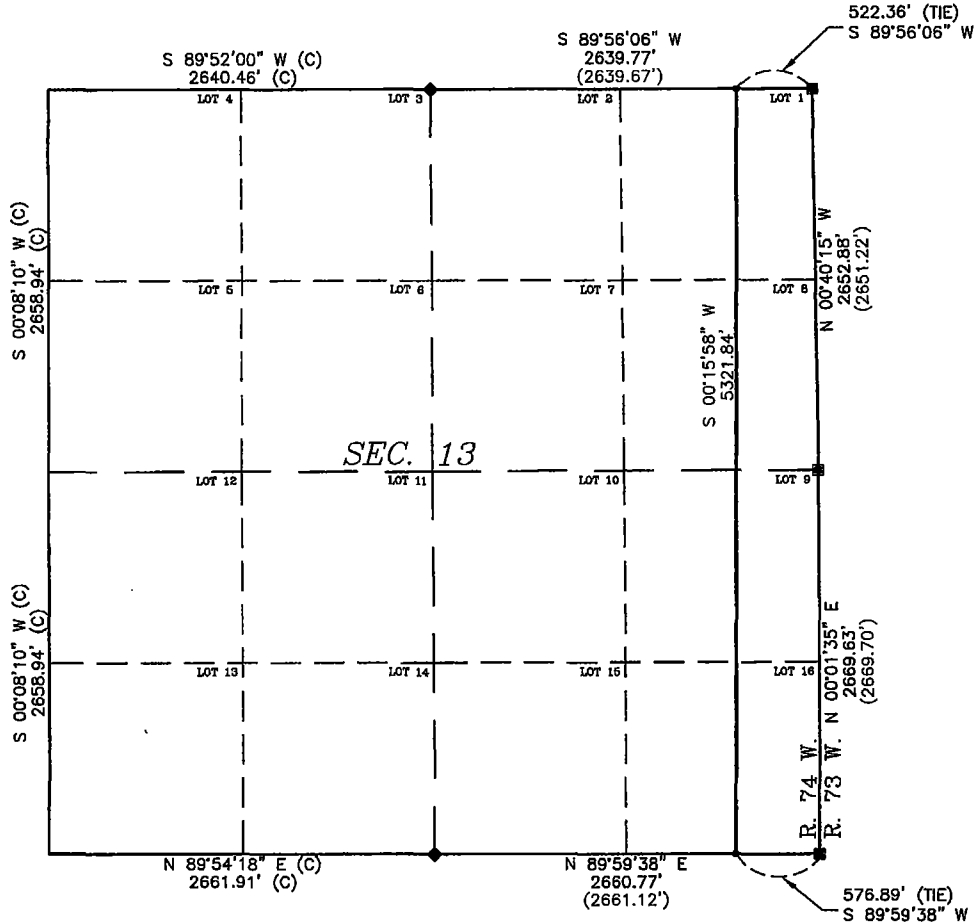 522.36' (TIE)
S 89°56'06" W
S 89°52'00" W (C)
2640.46' (C)
S 89°56'06" W
2639.77'
(2639.67')
LOT 4
LOT 3
LOT 2
LOT 1
S 00°08'10" W (C)
2658.94' (C)
N 00°40'15" W
2652.88'
(2651.22')
LOT 5
LOT 6
LOT 7
LOT 8
S 00°15'58" W
5321.84'
SEC. 13
LOT 12
LOT 11
LOT 10
LOT 9
S 00°08'10" W (C)
2658.94' (C)
N 00°01'35" E
2669.63'
(2669.70')
LOT 13
LOT 14
LOT 15
LOT 16
R. 74 W.
R. 73 W.
N 89°54'18" E (C)
2661.91' (C)
N 89°59'38" E
2660.77'
(2661.12')
576.89' (TIE)
S 89°59'38" W